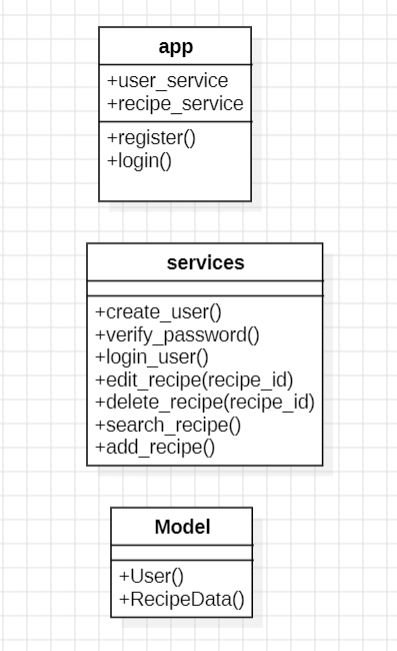 app
+user_service
+recipe_service
+register()
+login()
services
+create_user()
+verify_password()
+login_user()
+edit_recipe(recipe_id)
+delete_recipe(recipe_id)
+search_recipe()
+add_recipe()
Model
+User()
+RecipeData()